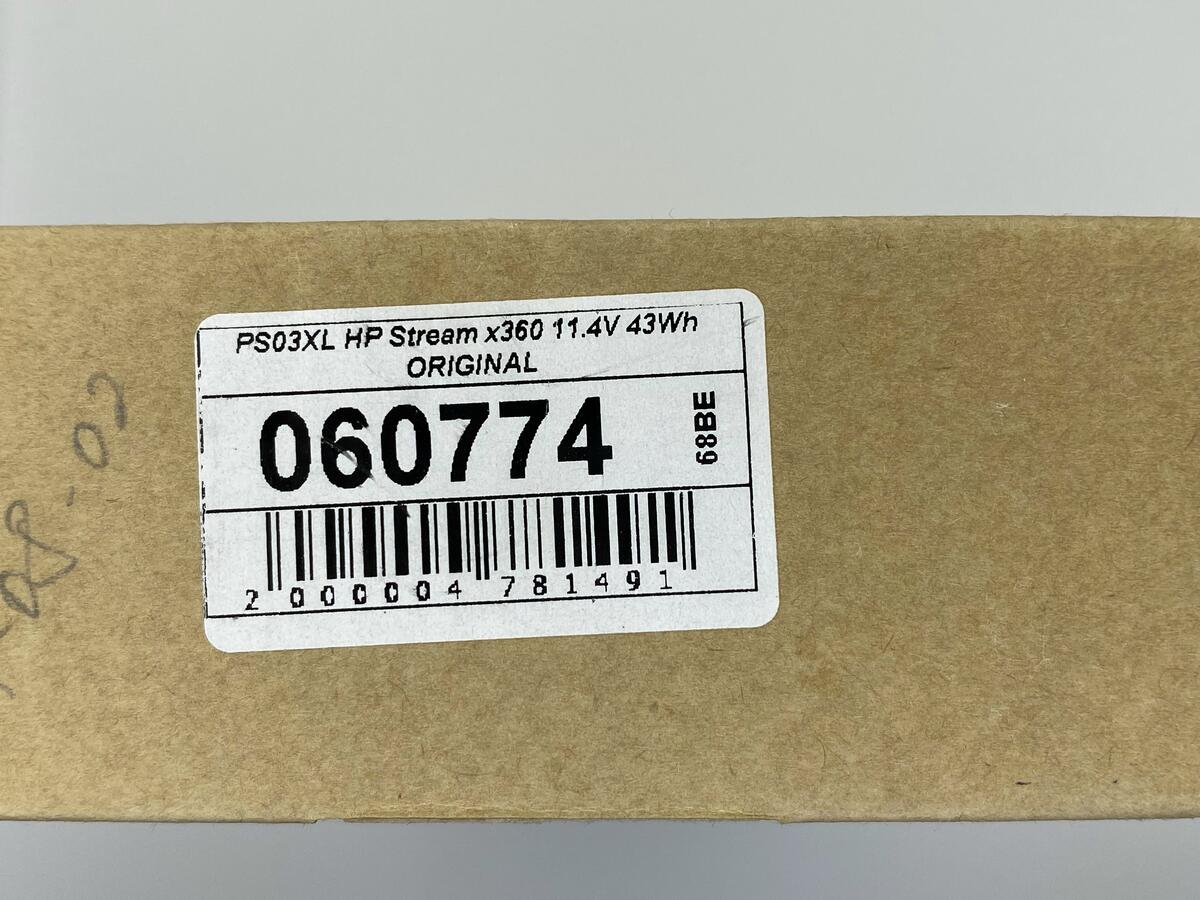 PS03XL HP Stream x360 11.4V 43Wh
ORIGINAL
060774
68BE
2 000004 781491